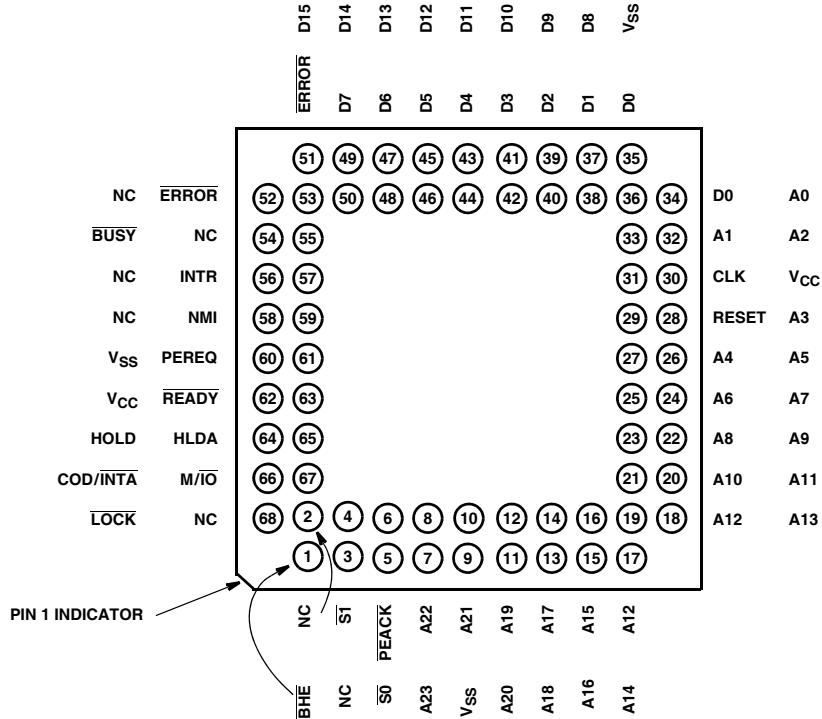 D15 D14 D13 D12 D11 D10 D9 D8 VSS
ERROR D7 D6 D5 D4 D3 D2 D1 D0
51 49 47 45 43 41 39 37 35
NC ERROR 52 53 50 48 46 44 42 40 38 36 34 D0 A0
BUSY NC 54 55 33 32 A1 A2
NC INTR 56 57 31 30 CLK VCC
NC NMI 58 59 29 28 RESET A3
VSS PEREQ 60 61 27 26 A4 A5
VCC READY 62 63 25 24 A6 A7
HOLD HLDA 64 65 23 22 A8 A9
COD/INTA M/IO 66 67 21 20 A10 A11
LOCK NC 68 2 4 6 8 10 12 14 16 19 18 A12 A13
1 3 5 7 9 11 13 15 17
PIN 1 INDICATOR
NC S1 PEACK A22 A21 A19 A17 A15 A12
BHE NC S0 A23 VSS A20 A18 A16 A14